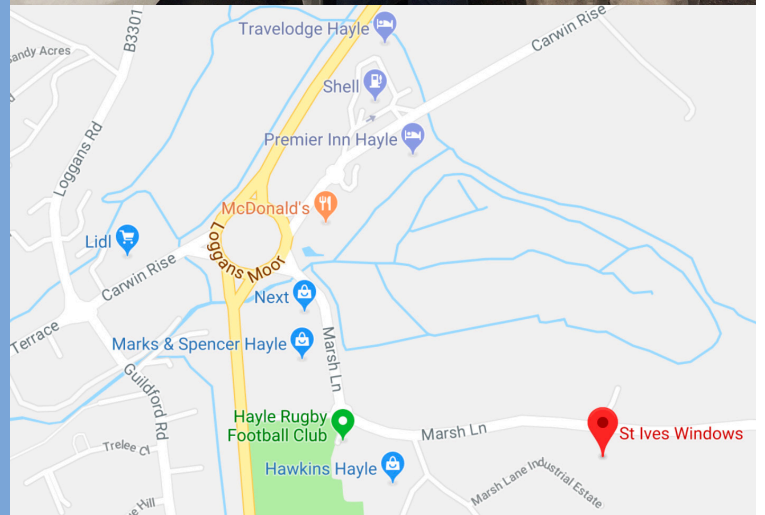 Travelodge Hayle
B3301
Carwin Rise
andy Acres
Shell
Loggans Rd
Premier Inn Hayle
McDonald's
Lidl
Loggans Moor
Carwin Rise
Next
Terrace
Marks & Spencer Hayle
Marsh Ln
Guildford Rd
Hayle Rugby
Football Club
Marsh Ln
St Ives Windows
Trelee Cl
Hawkins Hayle
Marsh Lane Industrial Estate
e Hill